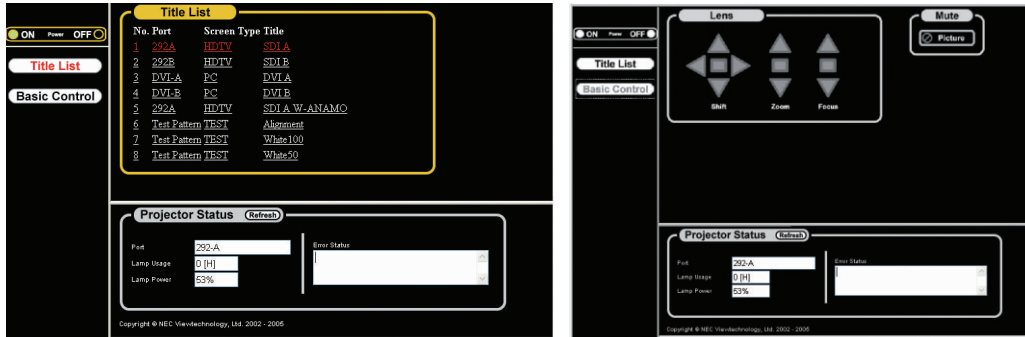 Title List
No. Port Screen Type Title
1 292A HDTV SDI A
2 292B HDTV SDI B
3 DVI-A PC DVI A
4 DVI-B PC DVI B
5 292A HDTV SDI A W-ANAMO
6 Test Pattern TEST Alignment
7 Test Pattern TEST White100
8 Test Pattern TEST White50
ON Power OFF
Title List
Basic Control
Projector Status Refresh
Port 292-A
Lamp Usage 0 [H]
Lamp Power 53%
Error Status
Copyright © NEC Viewtechnology, Ltd. 2002 - 2005
ON Power OFF
Title List
Basic Control
Lens
Shift Zoom Focus
Mute
Picture
Projector Status Refresh
Port 292-A
Lamp Usage 0 [H]
Lamp Power 53%
Error Status
Copyright © NEC Viewtechnology, Ltd. 2002 - 2005